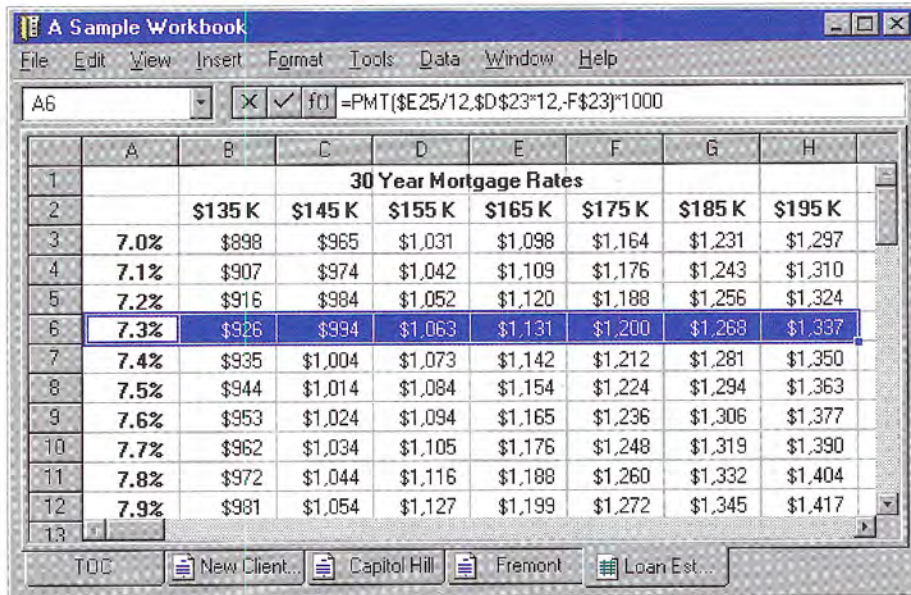 A Sample Workbook
File Edit View Insert Format Tools Data Window Help
A6 f() =PMT($E25/12,$D$23*12,-F$23)*1000
A B C D E F G H
1 30 Year Mortgage Rates
2 $135 K $145 K $155 K $165 K $175 K $185 K $195 K
3 7.0% $898 $965 $1,031 $1,098 $1,164 $1,231 $1,297
4 7.1% $907 $974 $1,042 $1,109 $1,176 $1,243 $1,310
5 7.2% $916 $984 $1,052 $1,120 $1,188 $1,256 $1,324
6 7.3% $926 $994 $1,063 $1,131 $1,200 $1,268 $1,337
7 7.4% $935 $1,004 $1,073 $1,142 $1,212 $1,281 $1,350
8 7.5% $944 $1,014 $1,084 $1,154 $1,224 $1,294 $1,363
9 7.6% $953 $1,024 $1,094 $1,165 $1,236 $1,306 $1,377
10 7.7% $962 $1,034 $1,105 $1,176 $1,248 $1,319 $1,390
11 7.8% $972 $1,044 $1,116 $1,188 $1,260 $1,332 $1,404
12 7.9% $981 $1,054 $1,127 $1,199 $1,272 $1,345 $1,417
13
TOC New Client... Capitol Hill Fremont Loan Est...